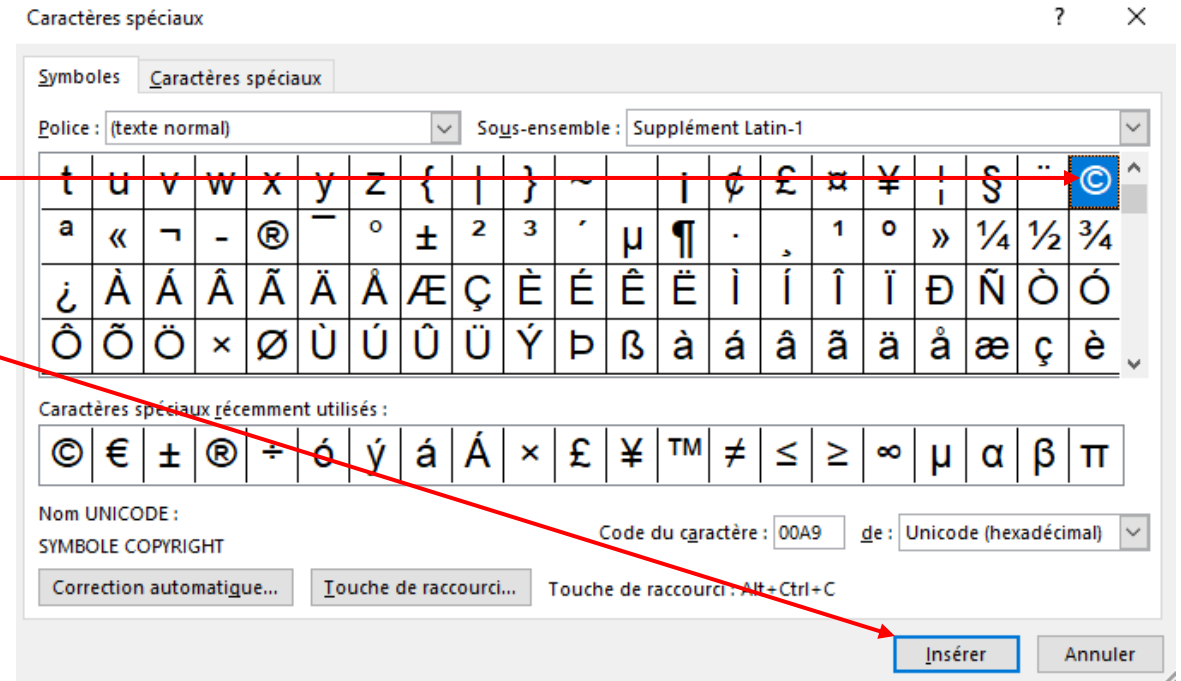 Caractères spéciaux ? ×
Symboles Caractères spéciaux
Police : (texte normal) Sous-ensemble : Supplément Latin-1
t u v w x y z { | } ~ ¡ ¢ £ ¤ ¥ ¦ § ¨ ©
ª « ¬ - ® ¯ ° ± ² ³ ´ µ ¶ · ¸ ¹ º » ¼ ½ ¾
¿ À Á Â Ã Ä Å Æ Ç È É Ê Ë Ì Í Î Ï Ð Ñ Ò Ó
Ô Õ Ö × Ø Ù Ú Û Ü Ý Þ ß à á â ã ä å æ ç è
Caractères spéciaux récemment utilisés :
© € ± ® ÷ ó ý á Á × £ ¥ ™ ≠ ≤ ≥ ∞ µ α β π
Nom UNICODE :
SYMBOLE COPYRIGHT
Code du caractère : 00A9 de : Unicode (hexadécimal)
Correction automatique... Touche de raccourci... Touche de raccourci : Alt+Ctrl+C
Insérer Annuler